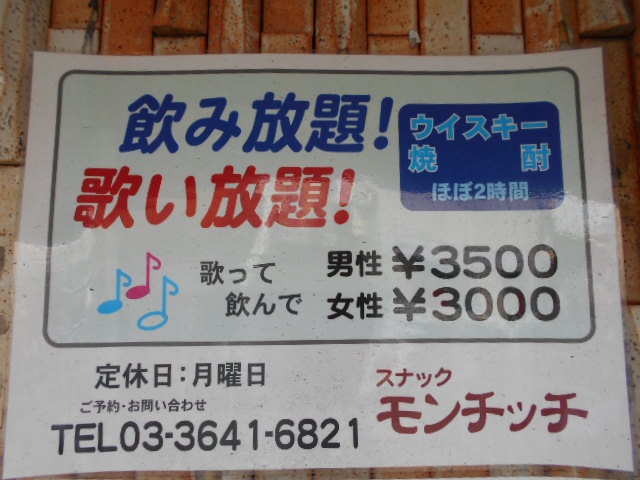 飲み放題!
歌い放題!
ウイスキー
焼酎
ほぼ2時間
歌って
飲んで
男性 ¥3500
女性 ¥3000
定休日:月曜日
ご予約・お問い合わせ
TEL03-3641-6821
スナック
モンチッチ